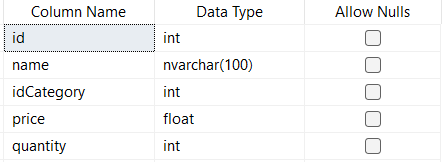 Column Name Data Type Allow Nulls
id int
name nvarchar(100)
idCategory int
price float
quantity int